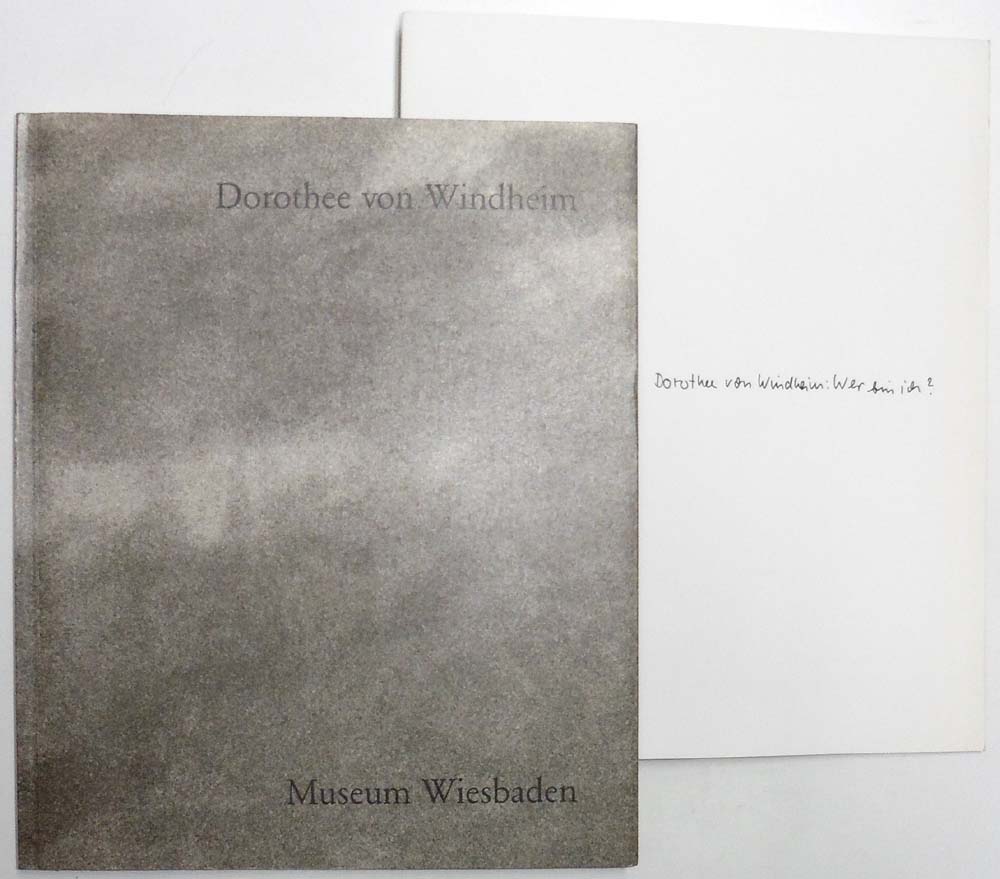 Dorothee von Windheim
Museum Wiesbaden
Dorothee von Windheim: Wer bin ich?